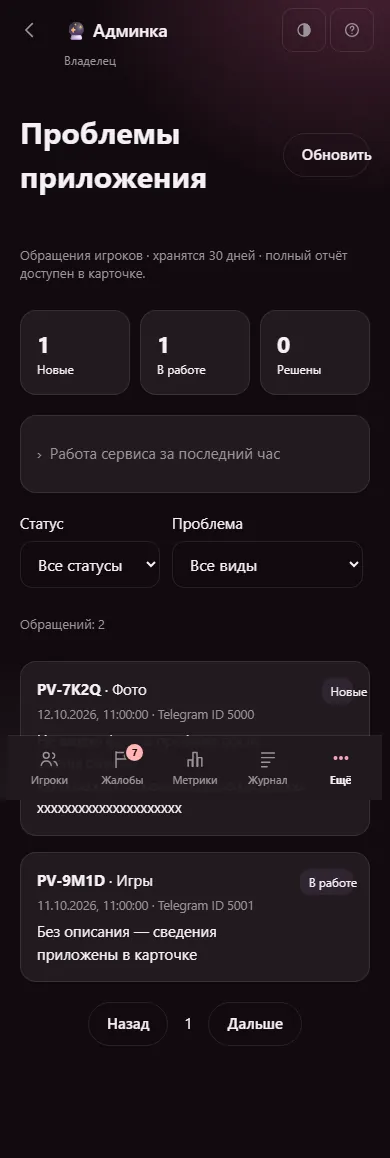 Админка
Владелец
Проблемы
приложения
Обновить
Обращения игроков · хранятся 30 дней · полный отчёт
доступен в карточке.
1
Новые
1
В работе
0
Решены
› Работа сервиса за последний час
Статус
Проблема
Все статусы
Все виды
Обращений: 2
PV-7K2Q · Фото
Новые
12.10.2026, 11:00:00 · Telegram ID 5000
7
Игроки
Жалобы
Метрики
Журнал
Ещё
xxxxxxxxxxxxxxxxxxxxx
PV-9M1D · Игры
В работе
11.10.2026, 11:00:00 · Telegram ID 5001
Без описания — сведения
приложены в карточке
Назад
1
Дальше